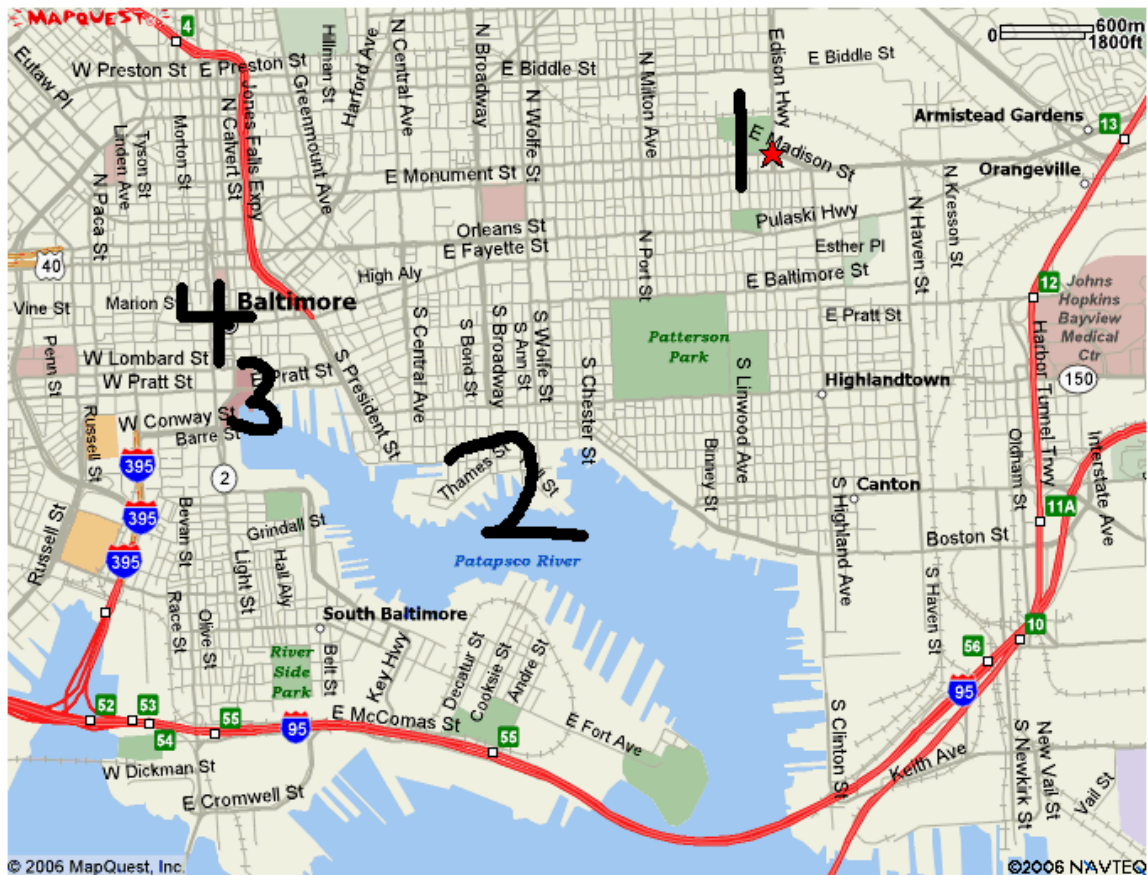 MAPQUEST
4
600m
0
1800ft
Eutaw Pl
W Preston St
E Preston St
Hillman St
Harford Ave
N Central Ave
N Broadway
E Biddle St
N Milton Ave
Edison Hwy
E Biddle St
Jones Falls Expy
Greenmount Ave
N Wolfe St
Armistead Gardens
13
Linden Ave
Tyson St
Morton St
N Calvert St
1
E Madison St
Orangeville
N Paca St
E Monument St
N Kresson St
Orleans St
Pulaski Hwy
N Haven St
40
E Fayette St
N Port St
Esther Pl
High Aly
E Baltimore St
12
Johns
Hopkins
Bayview
Medical
Ctr
Vine St
Marion St
4
Baltimore
E Pratt St
Patterson
Park
Penn St
W Lombard St
W Pratt St
3
E Pratt St
S President St
S Central Ave
S Bond St
S Broadway
S Ann St
S Wolfe St
S Chester St
S Linwood Ave
Highlandtown
Harbor Tunnel Trwy
150
Russell St
W Conway St
Barre St
395
2
Thames St
2
Binney St
S Highland Ave
Canton
Oldham St
Interstate Ave
11A
395
Bevan St
Grindall St
Russell St
395
Light St
Hall Aly
Patapsco River
Boston St
Race St
Olive St
South Baltimore
S Haven St
10
River
Side
Park
Belt St
Key Hwy
Decatur St
Cooksie St
Andre St
56
95
52
53
54
55
95
E McComas St
55
E Fort Ave
S Clinton St
Keith Ave
S Newkirk St
New Vail St
Vail St
W Dickman St
E Cromwell St
© 2006 MapQuest, Inc.
©2006 NAVTEQ